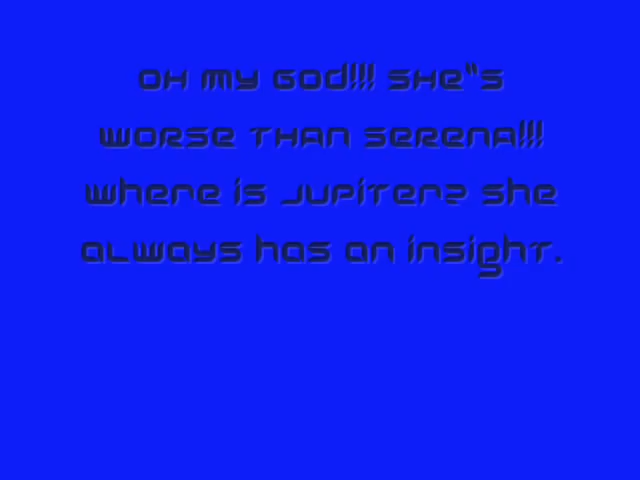 OH MY GOD!!! SHE"S
WORSE THAN SERENA!!!
Where is Jupiter? she
always has an insight.